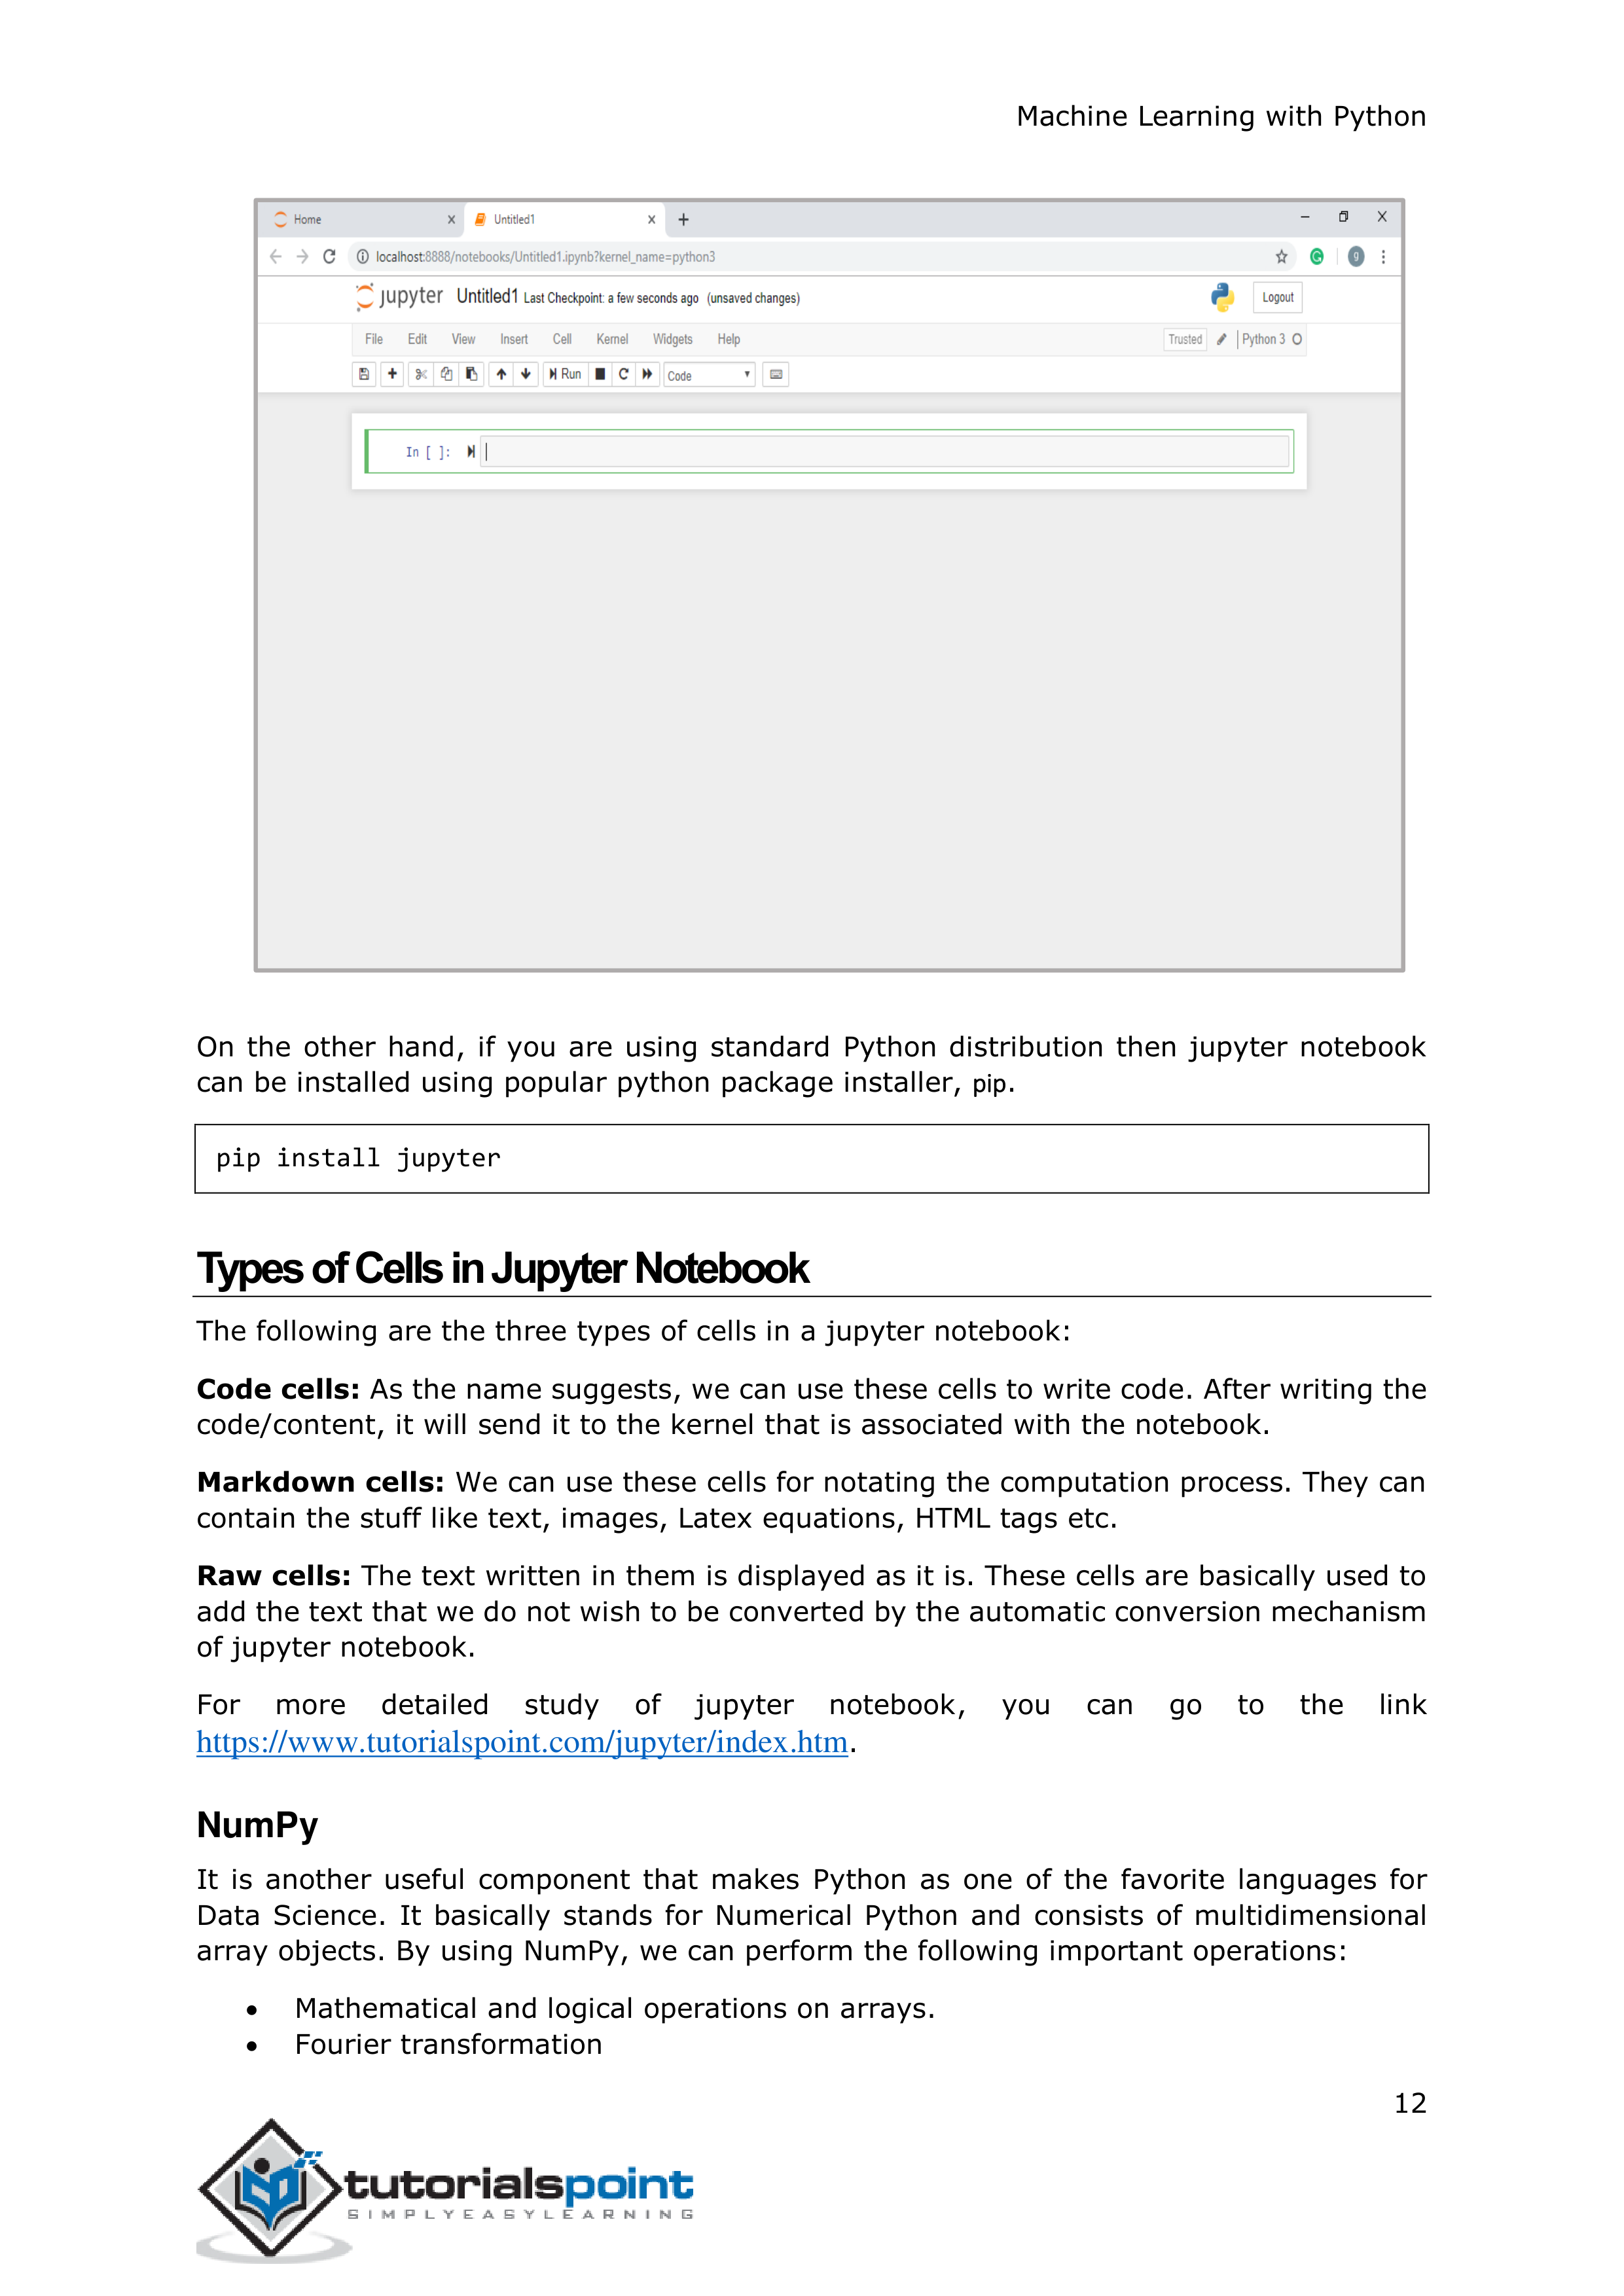 Machine Learning with Python
Home
Untitled1
localhost:8888/notebooks/Untitled1.ipynb?kernel_name=python3
g
jupyter Untitled1 Last Checkpoint: a few seconds ago (unsaved changes)
Logout
File Edit View Insert Cell Kernel Widgets Help
Trusted Python 3
Run
Code
In [ ]:
On the other hand, if you are using standard Python distribution then jupyter notebook
can be installed using popular python package installer, pip.
pip install jupyter
Types of Cells in Jupyter Notebook
The following are the three types of cells in a jupyter notebook:
Code cells: As the name suggests, we can use these cells to write code. After writing the
code/content, it will send it to the kernel that is associated with the notebook.
Markdown cells: We can use these cells for notating the computation process. They can
contain the stuff like text, images, Latex equations, HTML tags etc.
Raw cells: The text written in them is displayed as it is. These cells are basically used to
add the text that we do not wish to be converted by the automatic conversion mechanism
of jupyter notebook.
For more detailed study of jupyter notebook, you can go to the link
https://www.tutorialspoint.com/jupyter/index.htm.
NumPy
It is another useful component that makes Python as one of the favorite languages for
Data Science. It basically stands for Numerical Python and consists of multidimensional
array objects. By using NumPy, we can perform the following important operations:
• Mathematical and logical operations on arrays.
• Fourier transformation
12
tutorialspoint
SIMPLYEASYLEARNING